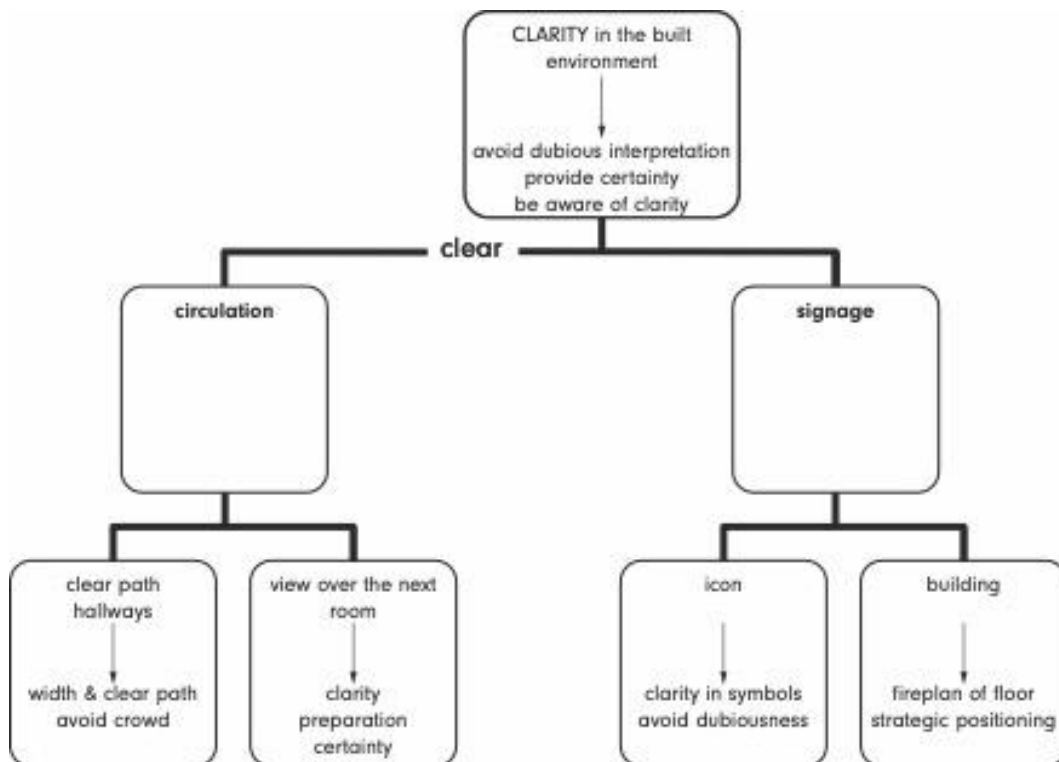 CLARITY in the built
environment
avoid dubious interpretation
provide certainty
be aware of clarity
clear
circulation
signage
clear path
hallways
width & clear path
avoid crowd
view over the next
room
clarity
preparation
certainty
icon
clarity in symbols
avoid dubiousness
building
fireplan of floor
strategic positioning